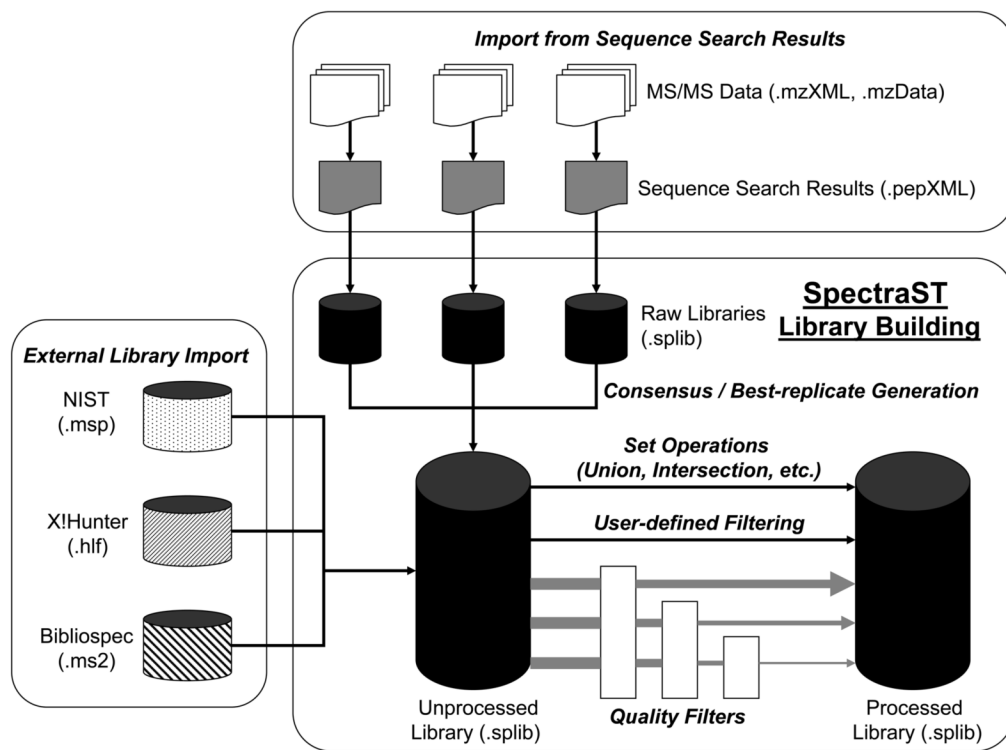 Import from Sequence Search Results
MS/MS Data (.mzXML, .mzData)
Sequence Search Results (.pepXML)
SpectraST
Library Building
Raw Libraries
(.splib)
External Library Import
NIST
(.msp)
Consensus / Best-replicate Generation
Set Operations
(Union, Intersection, etc.)
X!Hunter
(.hlf)
User-defined Filtering
Bibliospec
(.ms2)
Unprocessed
Library (.splib)
Quality Filters
Processed
Library (.splib)